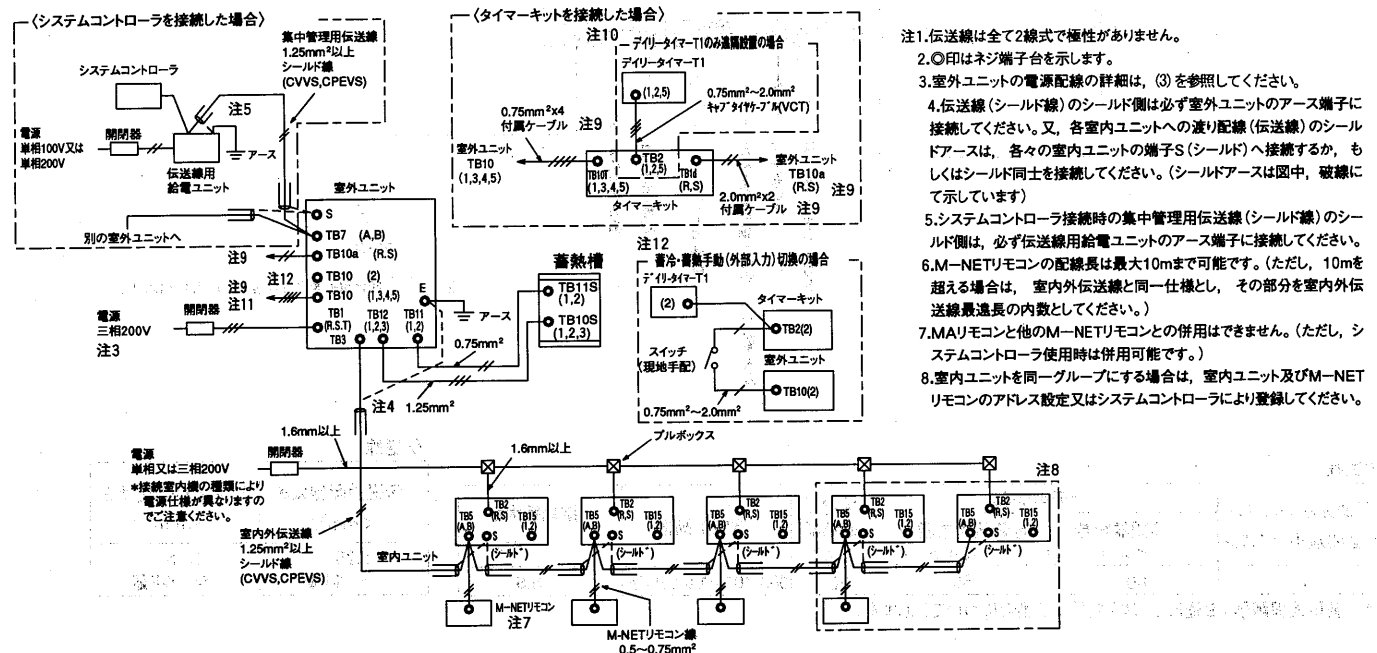 〈システムコントローラを接続した場合〉
集中管理用伝送線
1.25mm²以上
シールド線
(CVVS,CPEVS)
システムコントローラ
注5
電源
単相100V又は
単相200V
開閉器
アース
伝送線用
給電ユニット
室外ユニット
S
TB7 (A,B)
別の室外ユニットへ
注9
TB10a (R.S)
注12
TB10 (2)
注9
注11
TB10 (1,3,4,5)
E
アース
電源
三相200V
注3
開閉器
TB1
(R.S.T)
TB12
(1,2,3)
TB11
(1,2)
TB3
0.75mm²
注4
1.25mm²
蓄熱槽
TB11S
(1,2)
TB10S
(1,2,3)
〈タイマーキットを接続した場合〉
注10
デイリータイマーT1のみ遠隔設置の場合
デイリータイマーT1
(1,2,5)
0.75mm²～2.0mm²
キャブタイヤケーブル(VCT)
0.75mm²x4
付属ケーブル 注9
室外ユニット
TB10
(1,3,4,5)
TB10T
(1,3,4,5)
TB2
(1,2,5)
TB1d
(R,S)
室外ユニット
TB10a
(R.S) 注9
タイマーキット
2.0mm²x2
付属ケーブル 注9
注12
蓄冷・蓄熱手動(外部入力)切換の場合
デイリータイマーT1
(2)
タイマーキット
TB2(2)
スイッチ
(現地手配)
室外ユニット
TB10(2)
0.75mm²～2.0mm²
1.6mm以上
電源
単相又は三相200V
開閉器
*接続室内機の種類により
電源仕様が異なりますの
でご注意ください。
1.6mm以上
プルボックス
注8
室内外伝送線
1.25mm²以上
シールド線
(CVVS,CPEVS)
室内ユニット
TB5
(A,B)
TB2
(R,S)
TB15
(1,2)
S
(シールド)
TB5
(A,B)
TB2
(R,S)
TB15
(1,2)
S
(シールド)
TB5
(A,B)
TB2
(R,S)
TB15
(1,2)
S
(シールド)
TB5
(A,B)
TB2
(R,S)
TB15
(1,2)
S
(シールド)
TB5
(A,B)
TB2
(R,S)
TB15
(1,2)
S
(シールド)
M-NETリモコン
注7
M-NETリモコン線
0.5～0.75mm²
注1.伝送線は全て2線式で極性がありません。
2.◎印はネジ端子台を示します。
3.室外ユニットの電源配線の詳細は，(3)を参照してください。
4.伝送線(シールド線)のシールド側は必ず室外ユニットのアース端子に
接続してください。又，各室内ユニットへの渡り配線(伝送線)のシール
ドアースは，各々の室内ユニットの端子S(シールド)へ接続するか，も
しくはシールド同士を接続してください。(シールドアースは図中，破線に
て示しています)
5.システムコントローラ接続時の集中管理用伝送線(シールド線)のシー
ルド側は，必ず伝送線用給電ユニットのアース端子に接続してください。
6.M-NETリモコンの配線長は最大10mまで可能です。(ただし，10mを
超える場合は，室内外伝送線と同一仕様とし，その部分を室内外伝
送線最遠長の内数としてください。)
7.MAリモコンと他のM-NETリモコンとの併用はできません。(ただし，シ
ステムコントローラ使用時は併用可能です。)
8.室内ユニットを同一グループにする場合は，室内ユニット及びM-NET
リモコンのアドレス設定又はシステムコントローラにより登録してください。